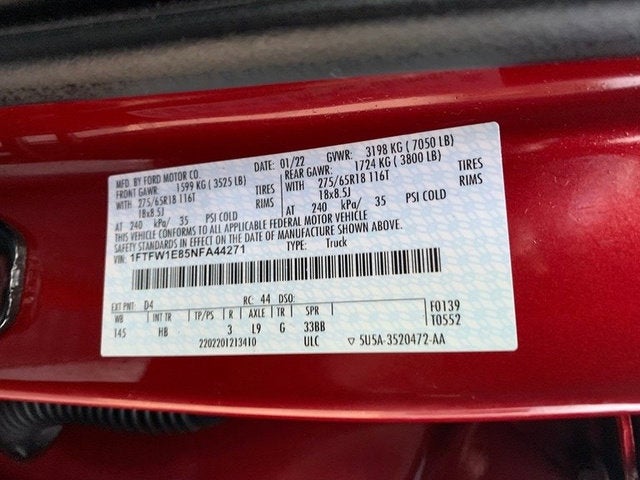 MFD. BY FORD MOTOR CO. DATE: 01/22 GVWR: 3198 KG ( 7050 LB)
FRONT GAWR: 1599 KG ( 3525 LB) REAR GAWR: 1724 KG ( 3800 LB)
WITH 275/65R18 116T TIRES WITH 275/65R18 116T TIRES
18x8.5J 18x8.5J
AT 240 kPa/ 35 PSI COLD AT 240 kPa/ 35 PSI COLD
THIS VEHICLE CONFORMS TO ALL APPLICABLE FEDERAL MOTOR VEHICLE
SAFETY STANDARDS IN EFFECT ON THE DATE OF MANUFACTURE SHOWN ABOVE.
VIN: 1FTFW1E85NFA44271 TYPE: Truck
EXT PNT: D4 RC: 44 DSO: F0139
WB INT TR TP/PS R AXLE TR SPR T0552
145 HB 3 L9 G 33BB
2202201213410 ULC ▽ 5U5A-3520472-AA